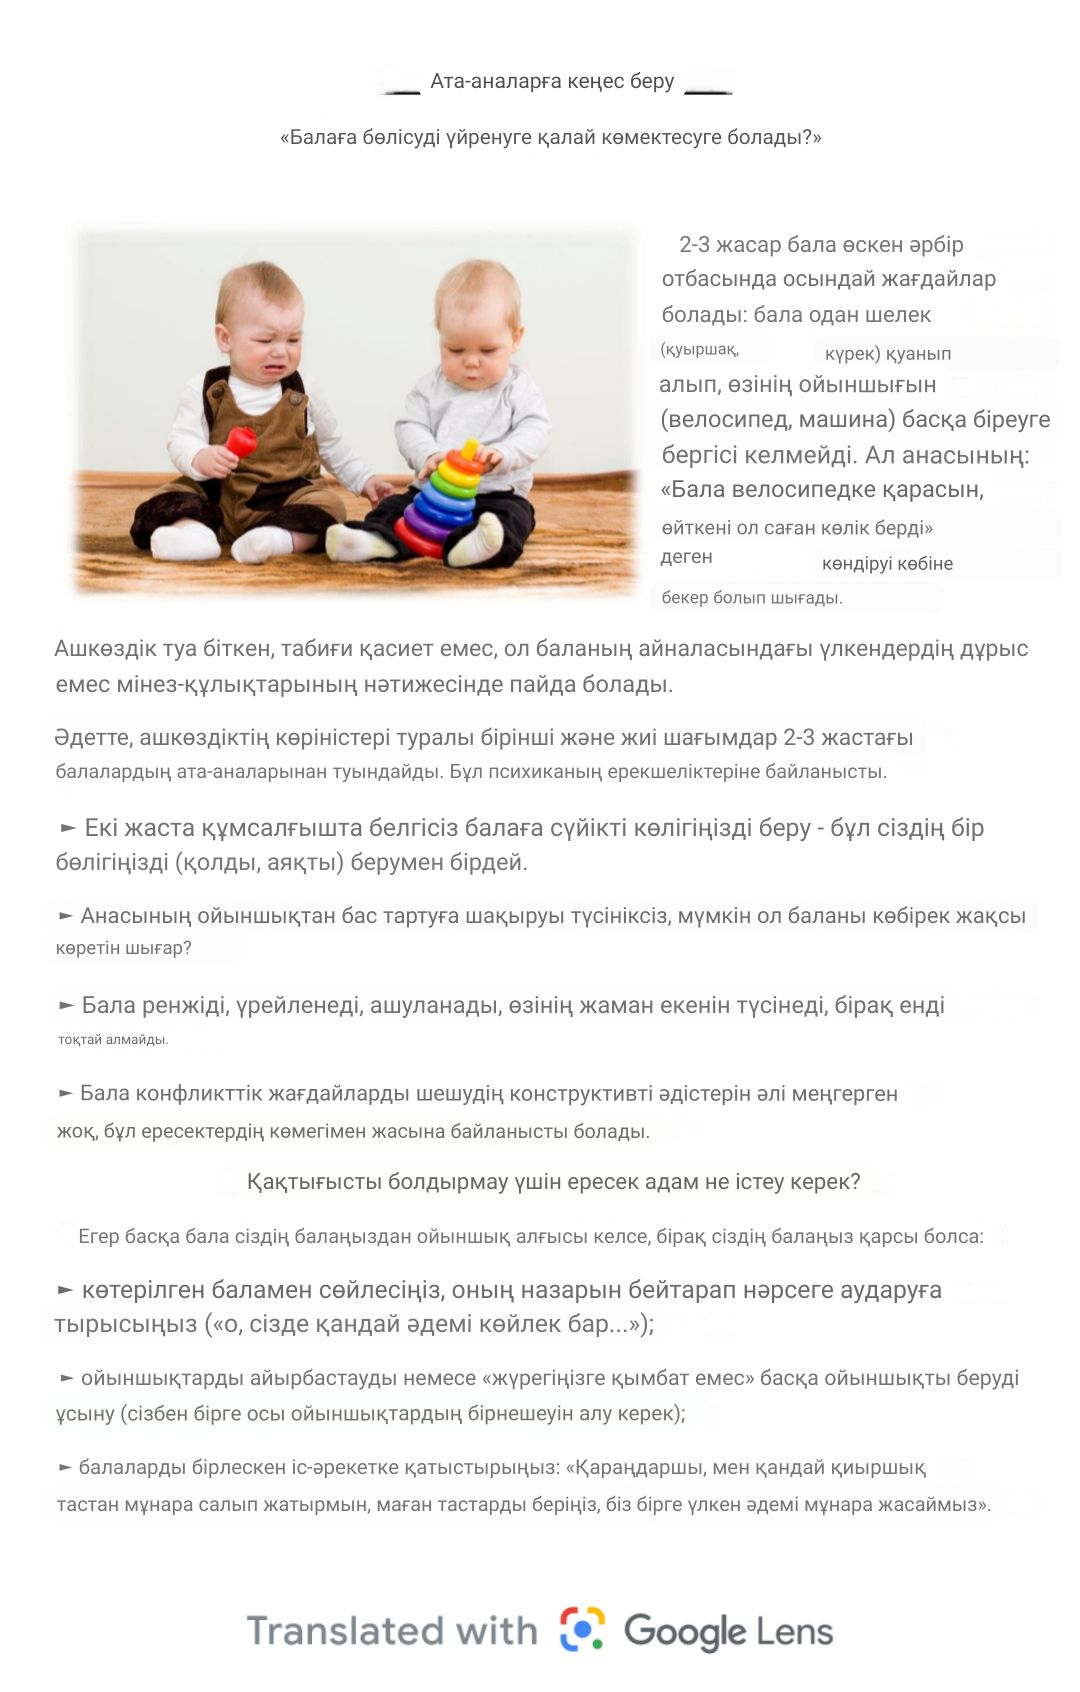 Ата-аналарға кеңес беру
«Балаға бөлісуді үйренуге қалай көмектесуге болады?»
2-3 жасар бала өскен әрбір
отбасында осындай жағдайлар
болады: бала одан шелек
(қуыршақ, күрек) қуанып
алып, өзінің ойыншығын
(велосипед, машина) басқа біреуге
бергісі келмейді. Ал анасының:
«Бала велосипедке қарасын,
өйткені ол саған көлік берді»
деген көндіруі көбіне
бекер болып шығады.
Ашкөздік туа біткен, табиғи қасиет емес, ол баланың айналасындағы үлкендердің дұрыс
емес мінез-құлықтарының нәтижесінде пайда болады.
Әдетте, ашкөздіктің көріністері туралы бірінші және жиі шағымдар 2-3 жастағы
балалардың ата-аналарынан туындайды. Бұл психиканың ерекшеліктеріне байланысты.
► Екі жаста құмсалғышта белгісіз балаға сүйікті көлігіңізді беру - бұл сіздің бір
бөлігіңізді (қолды, аяқты) берумен бірдей.
► Анасының ойыншықтан бас тартуға шақыруы түсініксіз, мүмкін ол баланы көбірек жақсы
көретін шығар?
► Бала ренжіді, үрейленеді, ашуланады, өзінің жаман екенін түсінеді, бірақ енді
тоқтай алмайды.
► Бала конфликттік жағдайларды шешудің конструктивті әдістерін әлі меңгерген
жоқ, бұл ересектердің көмегімен жасына байланысты болады.
Қақтығысты болдырмау үшін ересек адам не істеу керек?
Егер басқа бала сіздің балаңыздан ойыншық алғысы келсе, бірақ сіздің балаңыз қарсы болса:
► көтерілген баламен сөйлесіңіз, оның назарын бейтарап нәрсеге аударуға
тырысыңыз («о, сізде қандай әдемі көйлек бар...»);
► ойыншықтарды айырбастауды немесе «жүрегіңізге қымбат емес» басқа ойыншықты беруді
ұсыну (сізбен бірге осы ойыншықтардың бірнешеуін алу керек);
► балаларды бірлескен іс-әрекетке қатыстырыңыз: «Қараңдаршы, мен қандай қиыршық
тастан мұнара салып жатырмын, маған тастарды беріңіз, біз бірге үлкен әдемі мұнара жасаймыз».
Translated with Google Lens